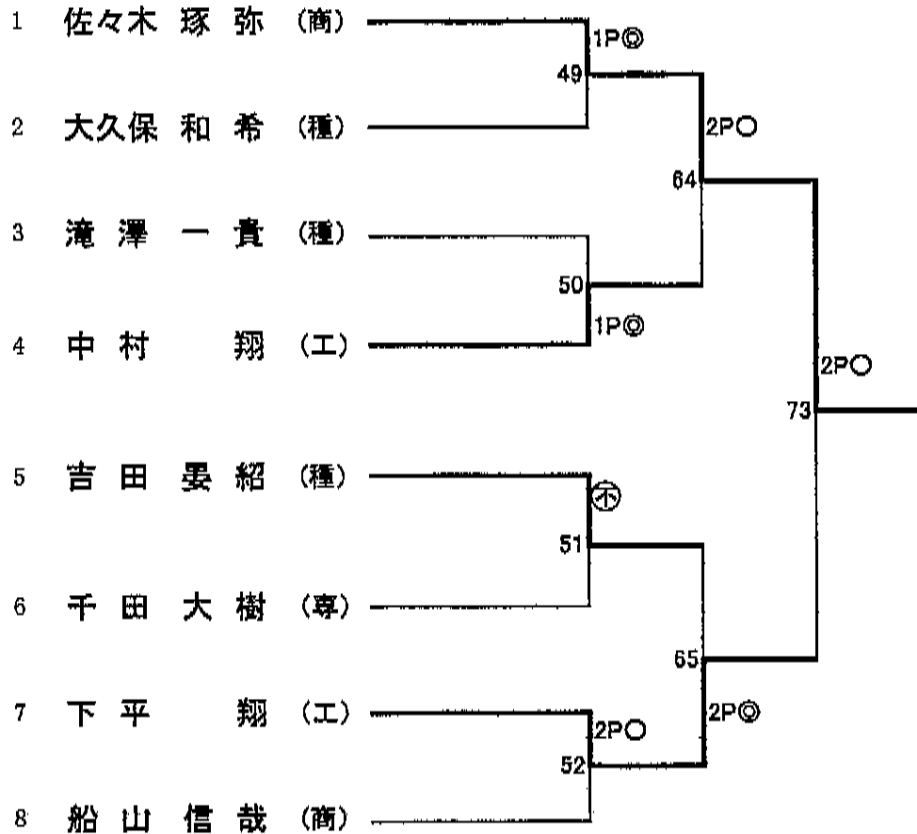 1 佐々木 琢弥 (商)
1P◎
49
2 大久保 和希 (種)
2P○
64
3 滝澤 一貴 (種)
50
1P◎
4 中村 翔 (工)
2P○
73
5 吉田 晏紹 (種)
㊟不
51
6 千田 大樹 (専)
65
7 下平 翔 (工)
2P○
2P◎
52
8 船山 信哉 (商)